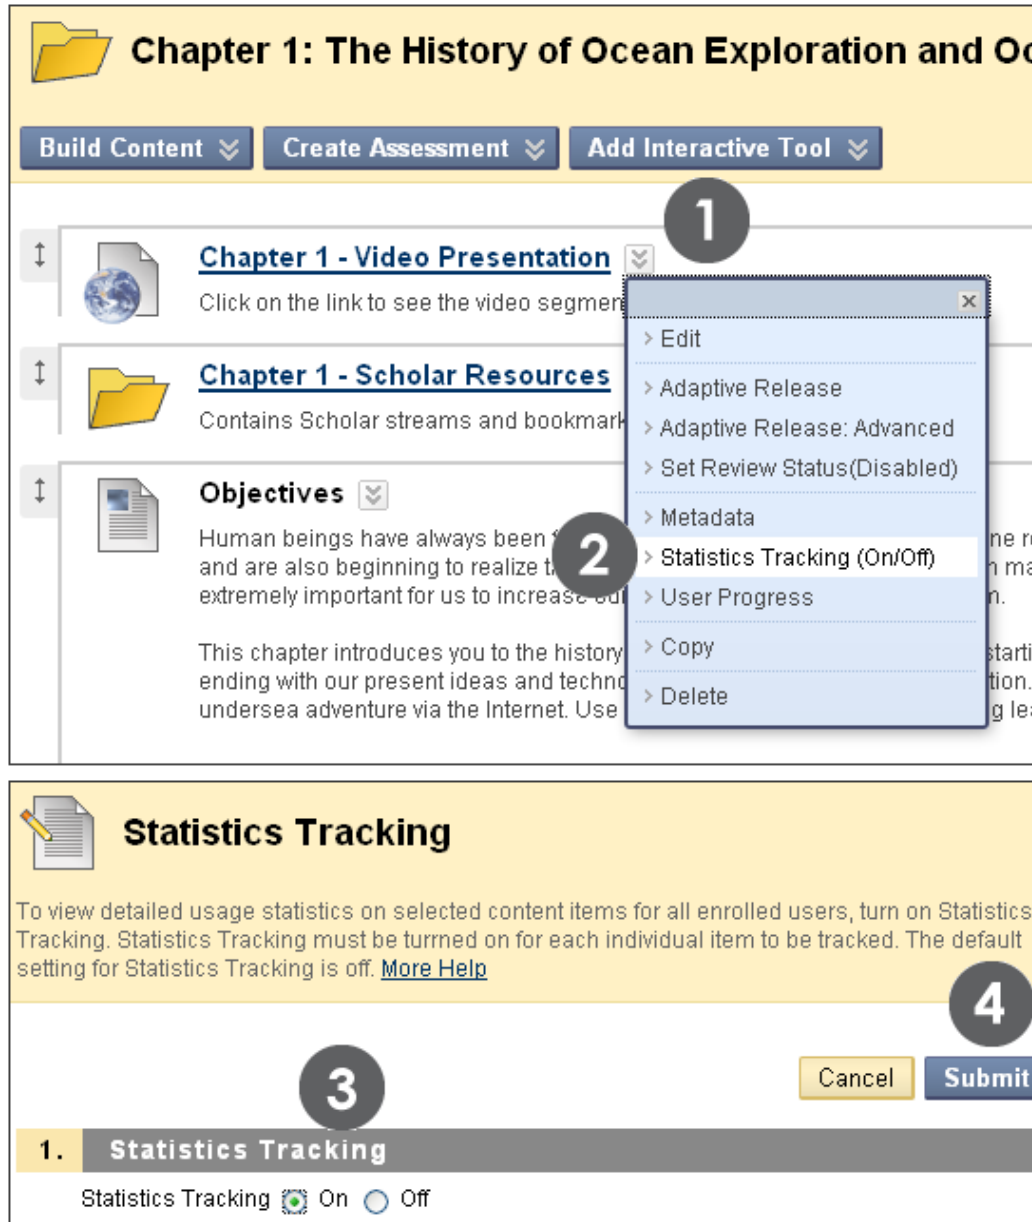 Chapter 1: The History of Ocean Exploration and
Build Content
Create Assessment
Add Interactive Tool
1
Chapter 1 - Video Presentation
Click on the link to see the video
Edit
Chapter 1 - Scholar Resources
Adaptive Release
Contains Scholar streams and
Adaptive Release: Advanced
Set Review Status(Disabled)
Objectives
Metadata
Human beings have always been
2
Statistics Tracking (On/Off)
and are also beginning to realize
extremely important for us to
User Progress
This chapter introduces you to the history
Copy
ending with our present ideas and
undersea adventure via the Internet. Use
Delete
Statistics Tracking
To view detailed usage statistics on selected content items for all enrolled users, turn on Statistics
Tracking. Statistics Tracking must be turrned on for each individual item to be tracked. The default
setting for Statistics Tracking is off. More Help
4
Cancel
Submit
3
1. Statistics Tracking
Statistics Tracking On Off